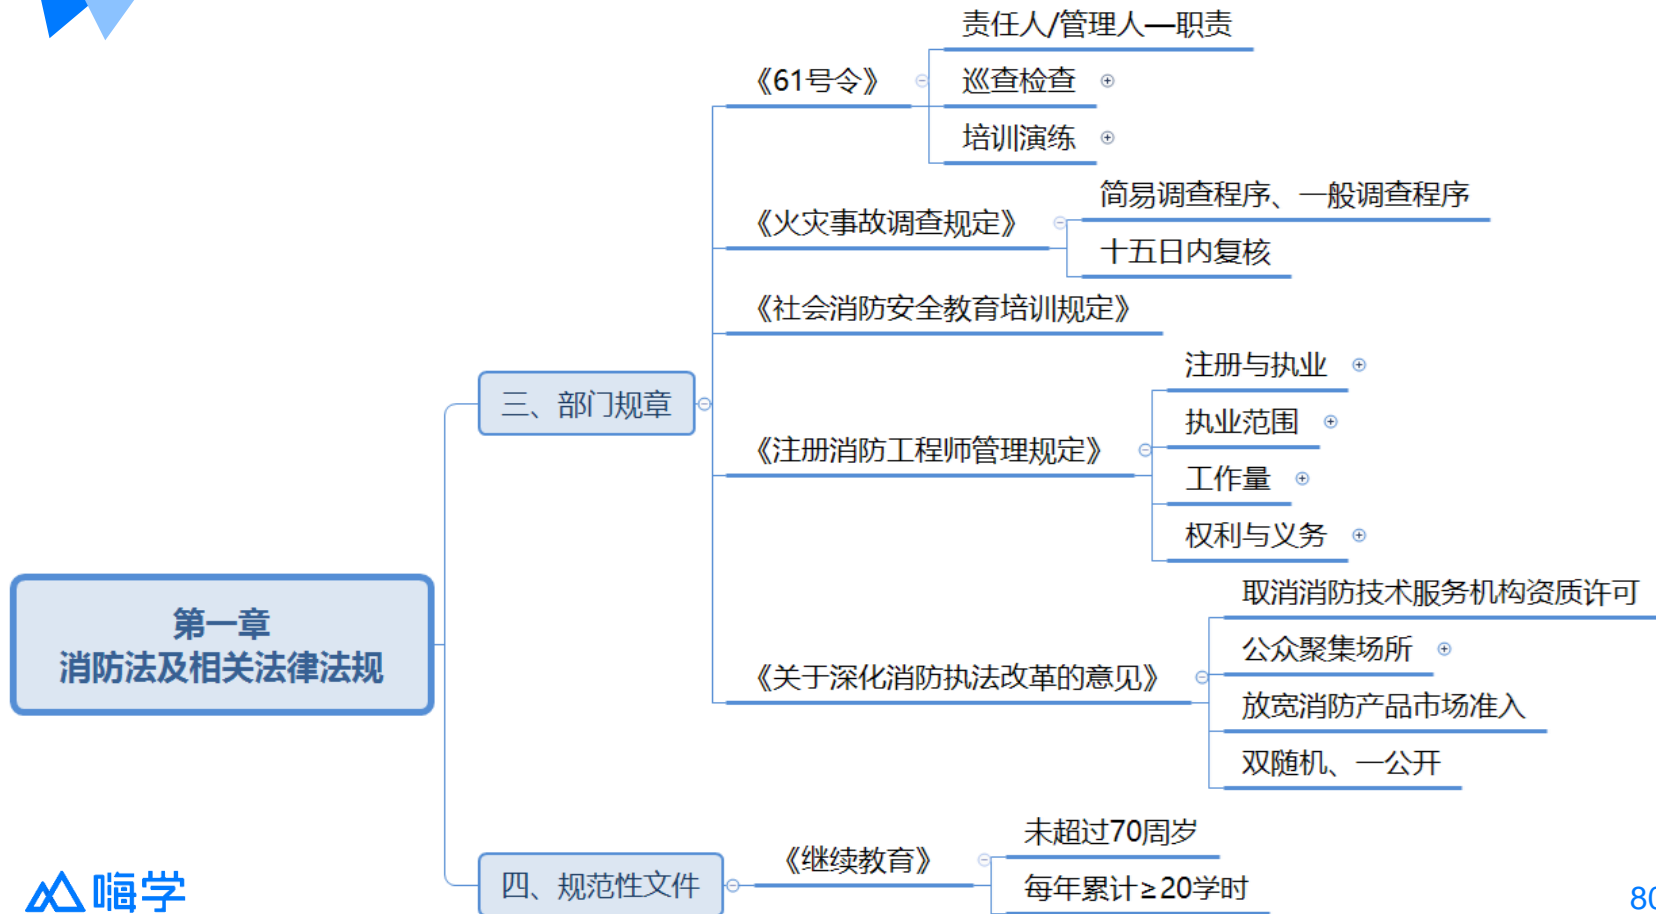 责任人/管理人—职责
《61号令》
巡查检查
培训演练
简易调查程序、一般调查程序
《火灾事故调查规定》
十五日内复核
《社会消防安全教育培训规定》
注册与执业
三、部门规章
执业范围
《注册消防工程师管理规定》
工作量
权利与义务
第一章
消防法及相关法律法规
取消消防技术服务机构资质许可
公众聚集场所
《关于深化消防执法改革的意见》
放宽消防产品市场准入
双随机、一公开
未超过70周岁
《继续教育》
四、规范性文件
每年累计≥20学时
嗨学
80